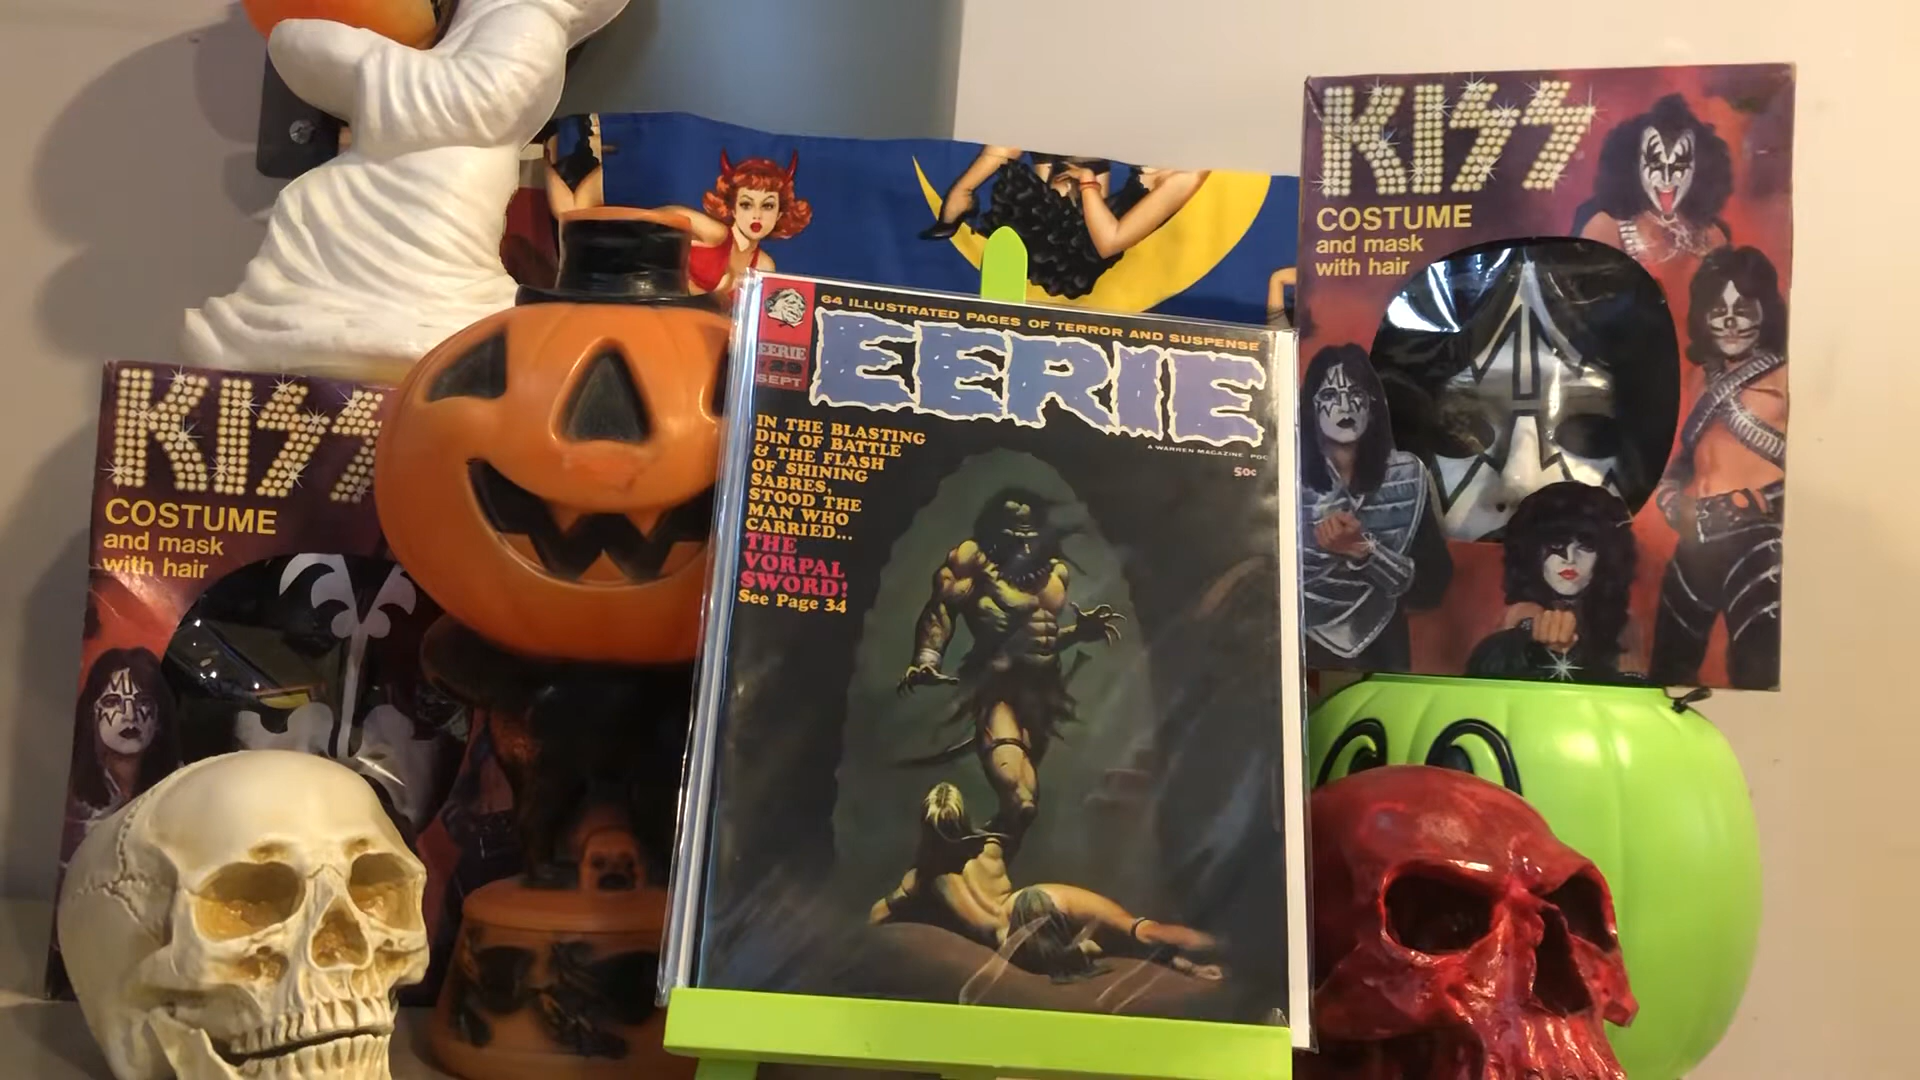 KISS
COSTUME
and mask
with hair
64 ILLUSTRATED PAGES OF TERROR AND SUSPENSE
EERIE
EERIE
#29
SEPT
A WARREN MAGAZINE PDC
50¢
IN THE BLASTING
DIN OF BATTLE
& THE FLASH
OF SHINING
SABRES,
STOOD THE
MAN WHO
CARRIED...
THE
VORPAL
SWORD!
See Page 34
KISS
COSTUME
and mask
with hair